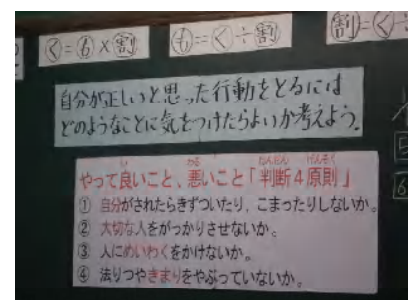 く=も×割
も=く÷割
割=く÷
自分が正しいと思った行動をとるには
どのようなことに気をつけたらよいか考えよう。
やって良いこと、悪いこと「判断4原則」
① 自分がされたらきずついたり、こまったりしないか。
② 大切な人をがっかりさせないか。
③ 人にめいわくをかけないか。
④ 法りつやきまりをやぶっていないか。